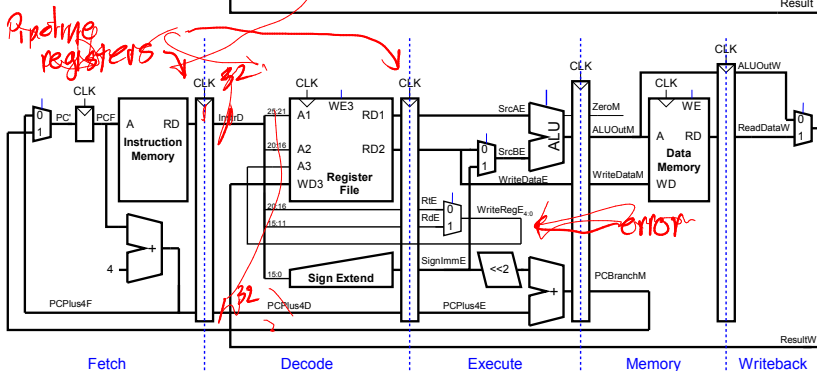 Result
Pipeline
registers
CLK
CLK
CLK
CLK
CLK
CLK
CLK
32
0
1
PC'
PCF
A
RD
Instruction
Memory
InstrD
25:21
20:16
A1
A2
A3
WD3
WE3
RD1
RD2
Register
File
20:16
15:11
RtE
RdE
0
1
WriteRegE4:0
error
SrcAE
0
1
SrcBE
ALU
WriteDataE
ZeroM
ALUOutM
WriteDataM
A
RD
WE
Data
Memory
WD
ALUOutW
ReadDataW
0
1
4
+
15:0
Sign Extend
SignImmE
<<2
+
PCBranchM
32
PCPlus4F
PCPlus4D
PCPlus4E
ResultW
Fetch
Decode
Execute
Memory
Writeback